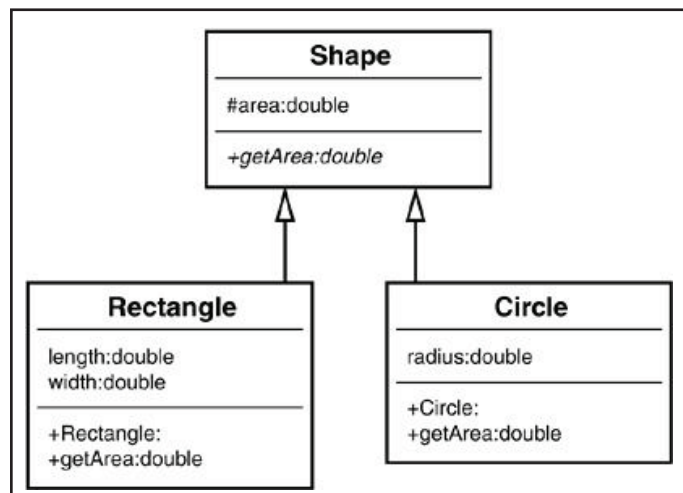 Shape
#area:double
+getArea:double
Rectangle
length:double
width:double
+Rectangle:
+getArea:double
Circle
radius:double
+Circle:
+getArea:double